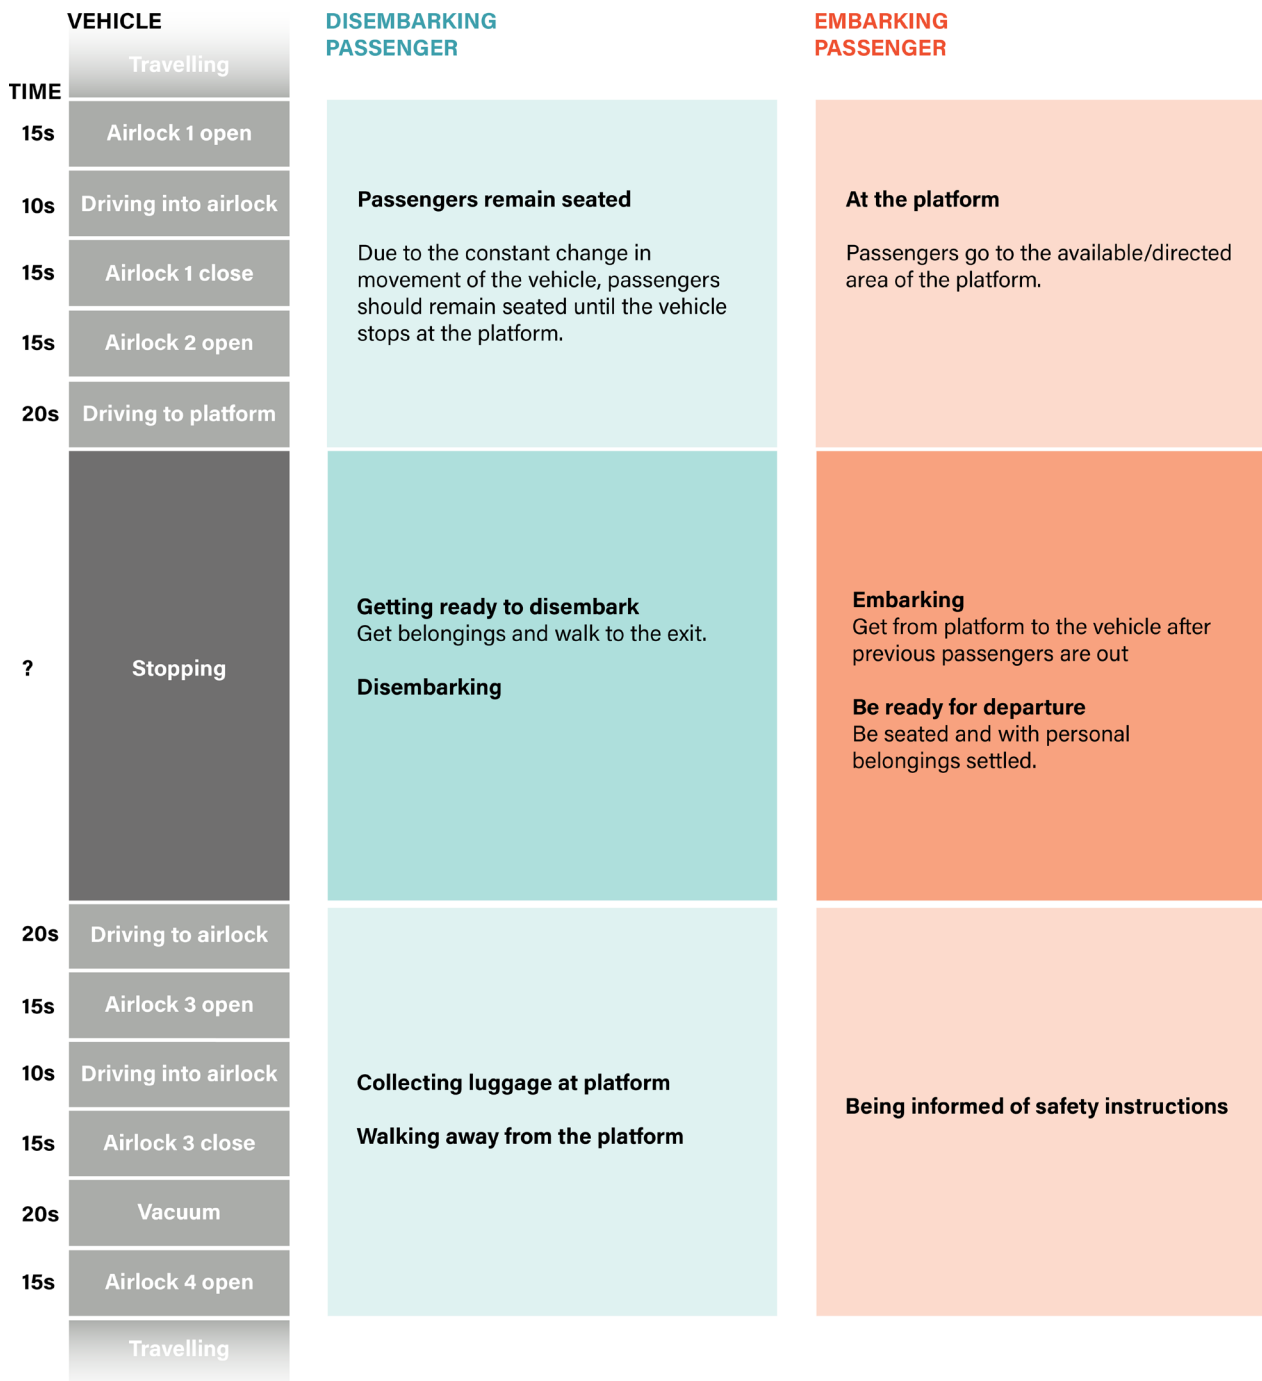 VEHICLE
DISEMBARKING
PASSENGER
EMBARKING
PASSENGER
Travelling
TIME
15s
Airlock 1 open
10s
Driving into airlock
15s
Airlock 1 close
15s
Airlock 2 open
20s
Driving to platform
Passengers remain seated
Due to the constant change in
movement of the vehicle, passengers
should remain seated until the vehicle
stops at the platform.
At the platform
Passengers go to the available/directed
area of the platform.
?
Stopping
Getting ready to disembark
Get belongings and walk to the exit.
Disembarking
Embarking
Get from platform to the vehicle after
previous passengers are out
Be ready for departure
Be seated and with personal
belongings settled.
20s
Driving to airlock
15s
Airlock 3 open
10s
Driving into airlock
15s
Airlock 3 close
20s
Vacuum
15s
Airlock 4 open
Collecting luggage at platform
Walking away from the platform
Being informed of safety instructions
Travelling